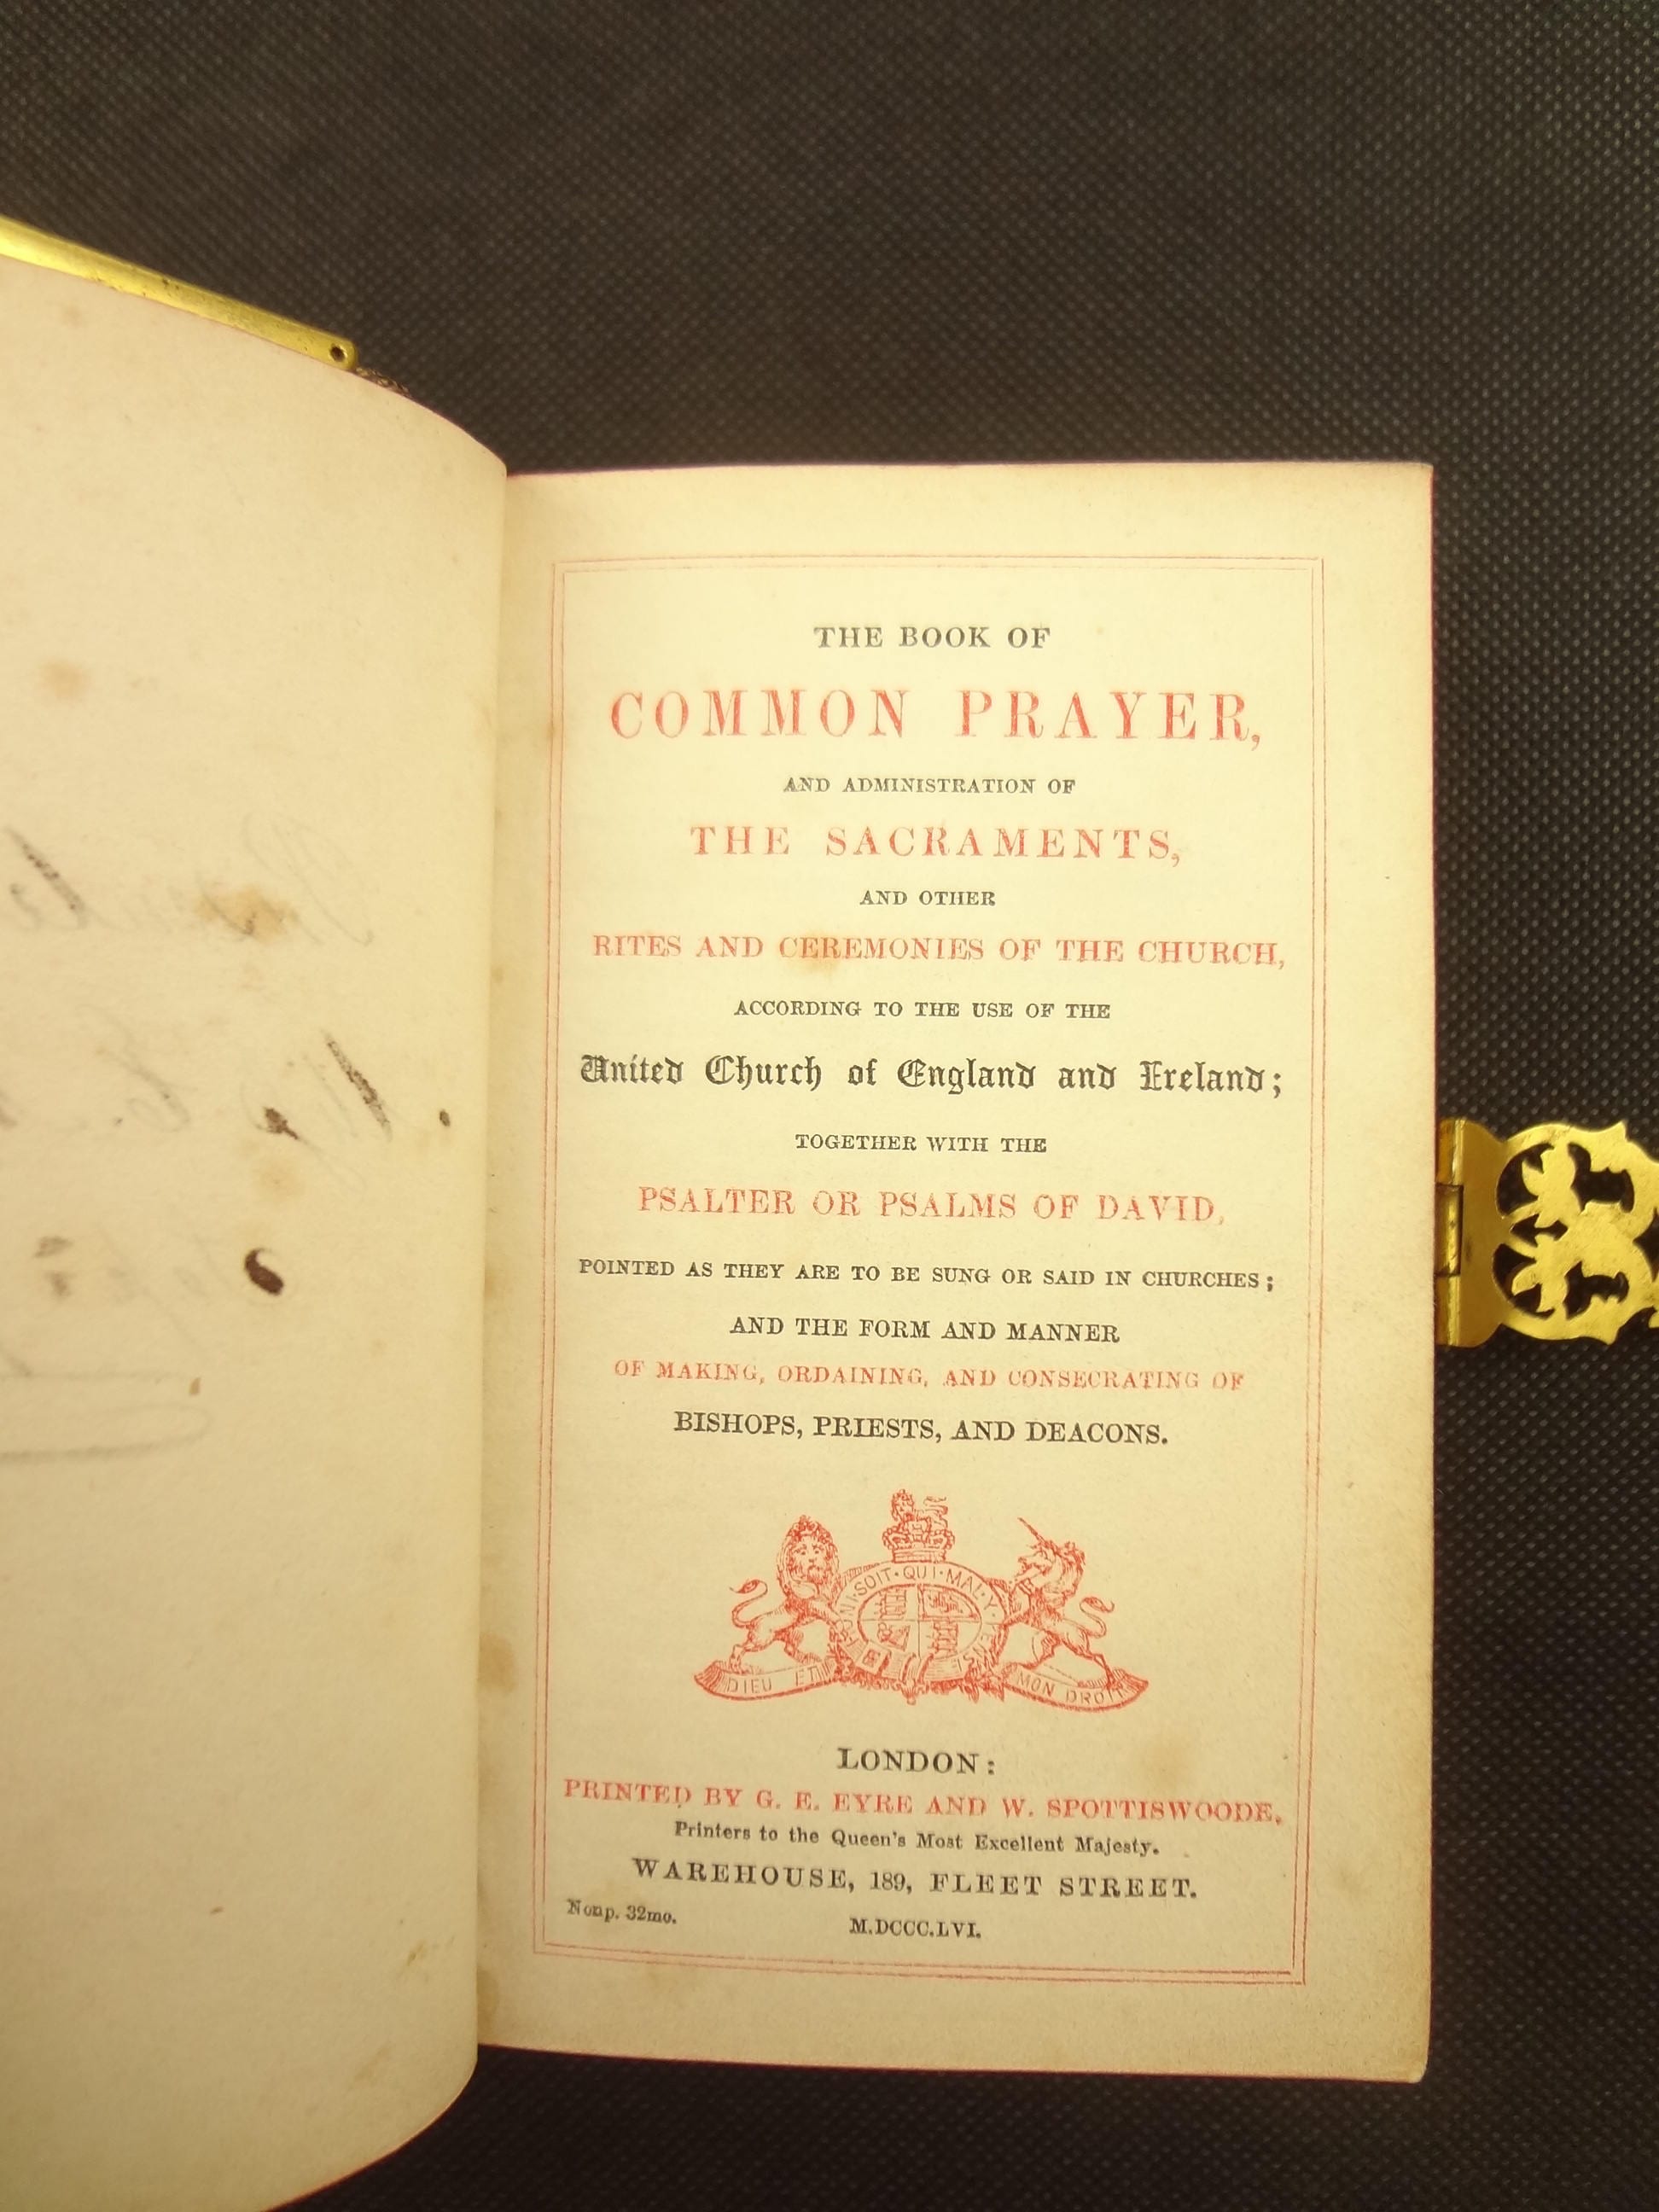 THE BOOK OF
COMMON PRAYER,
AND ADMINISTRATION OF
THE SACRAMENTS,
AND OTHER
RITES AND CEREMONIES OF THE CHURCH,
ACCORDING TO THE USE OF THE
United Church of England and Ireland;
TOGETHER WITH THE
PSALTER OR PSALMS OF DAVID,
POINTED AS THEY ARE TO BE SUNG OR SAID IN CHURCHES;
AND THE FORM AND MANNER
OF MAKING, ORDAINING, AND CONSECRATING OF
BISHOPS, PRIESTS, AND DEACONS.
SOIT · QUI · MAL · Y
DIEU ET MON DROIT
LONDON:
PRINTED BY G. E. EYRE AND W. SPOTTISWOODE,
Printers to the Queen's Most Excellent Majesty.
WAREHOUSE, 189, FLEET STREET.
Nonp. 32mo.
M.DCCC.LVI.